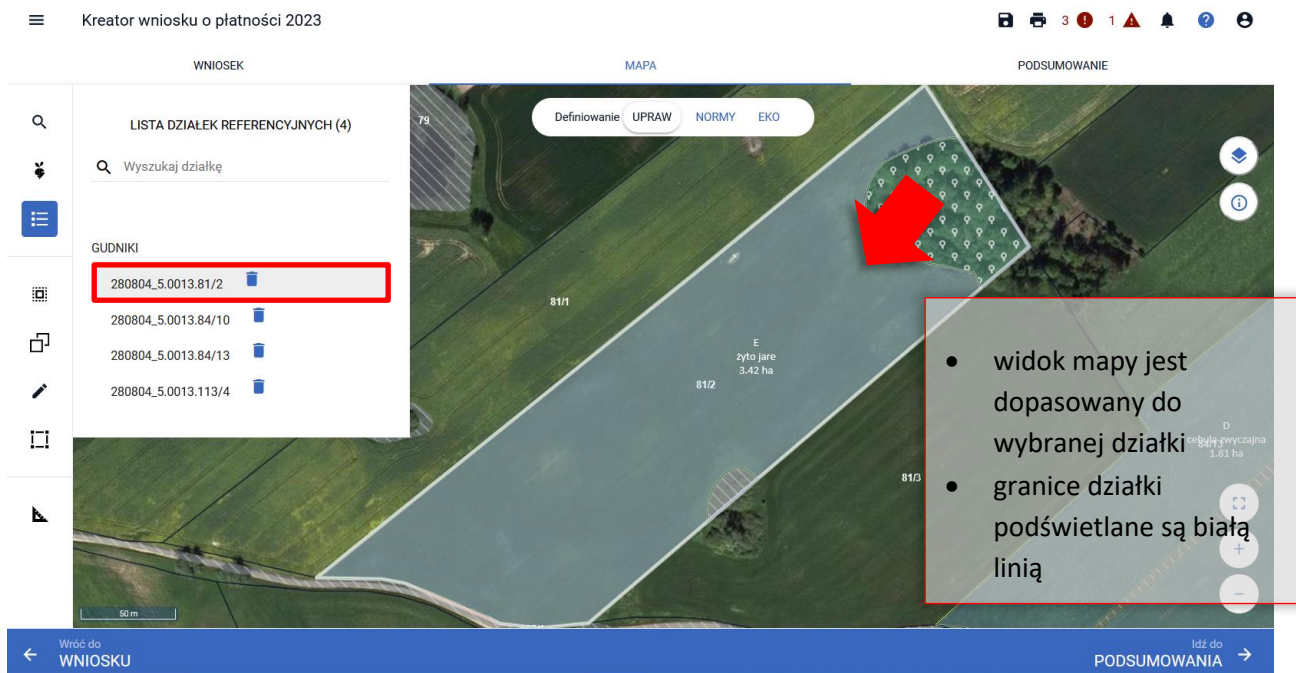 Kreator wniosku o płatności 2023
3
1
WNIOSEK
MAPA
PODSUMOWANIE
LISTA DZIAŁEK REFERENCYJNYCH (4)
Wyszukaj działkę
GUDNIKI
280804_5.0013.81/2
280804_5.0013.84/10
280804_5.0013.84/13
280804_5.0013.113/4
Definiowanie UPRAW NORMY EKO
79
81/1
E
żyto jare
3.42 ha
81/2
81/3
D
cebula zwyczajna
84/13
1.81 ha
• widok mapy jest
dopasowany do
wybranej działki
• granice działki
podświetlane są białą
linią
50 m
Wróć do
WNIOSKU
Idź do
PODSUMOWANIA